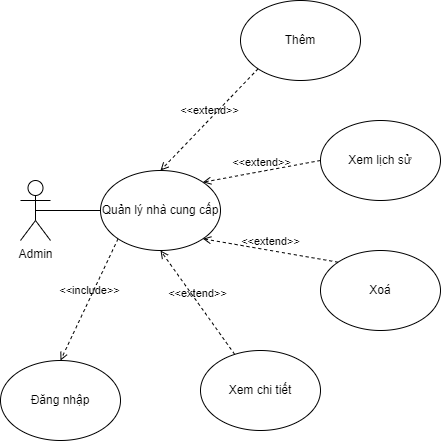 Thêm
<<extend>>
Xem lịch sử
<<extend>>
Quản lý nhà cung cấp
Admin
<<extend>>
<<include>>
<<extend>>
Xoá
Đăng nhập
Xem chi tiết